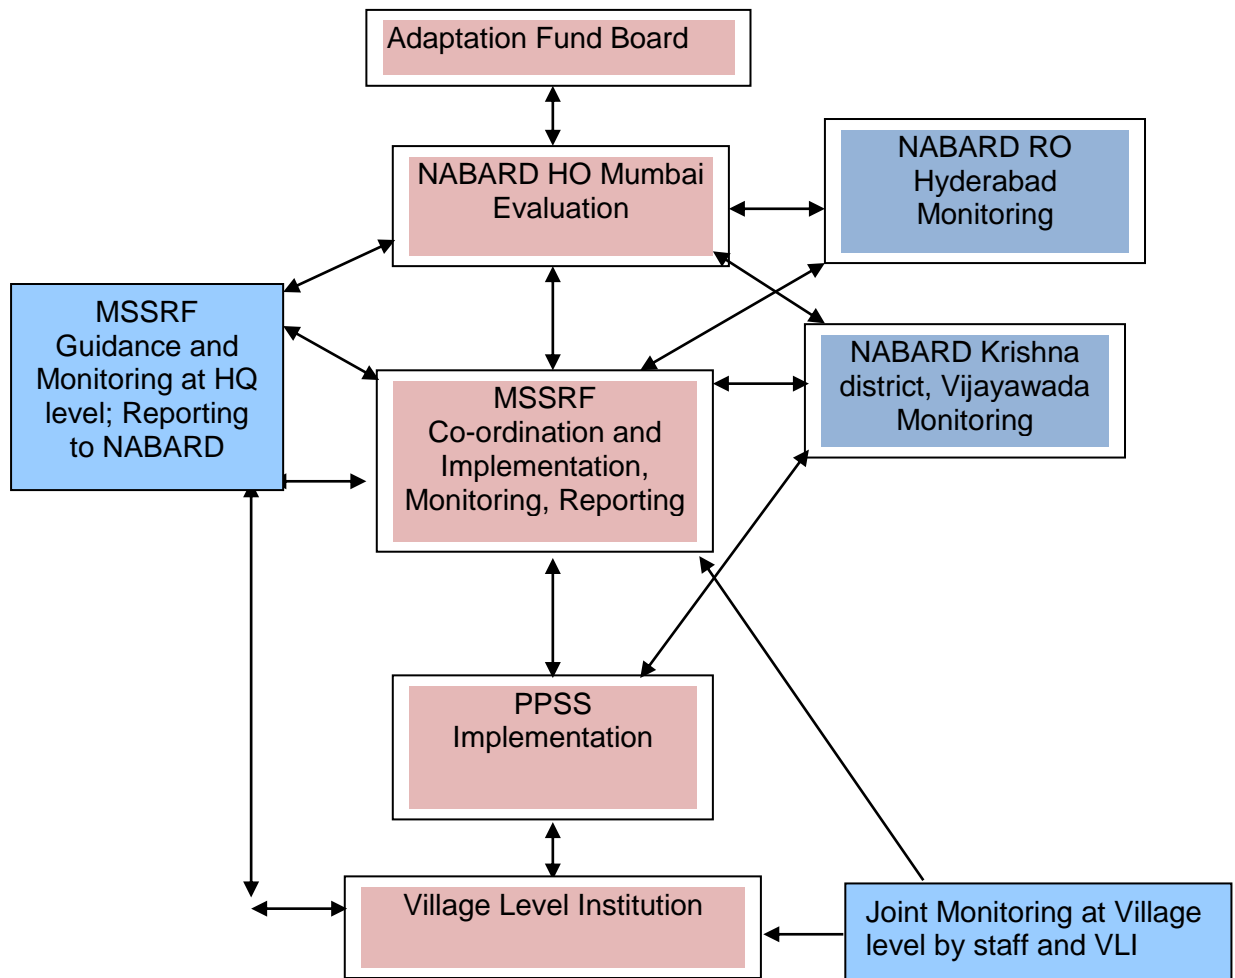 Adaptation Fund Board
NABARD HO Mumbai
Evaluation
NABARD RO
Hyderabad
Monitoring
MSSRF
Guidance and
Monitoring at HQ
level; Reporting
to NABARD
NABARD Krishna
district, Vijayawada
Monitoring
MSSRF
Co-ordination and
Implementation,
Monitoring, Reporting
PPSS
Implementation
Village Level Institution
Joint Monitoring at Village
level by staff and VLI